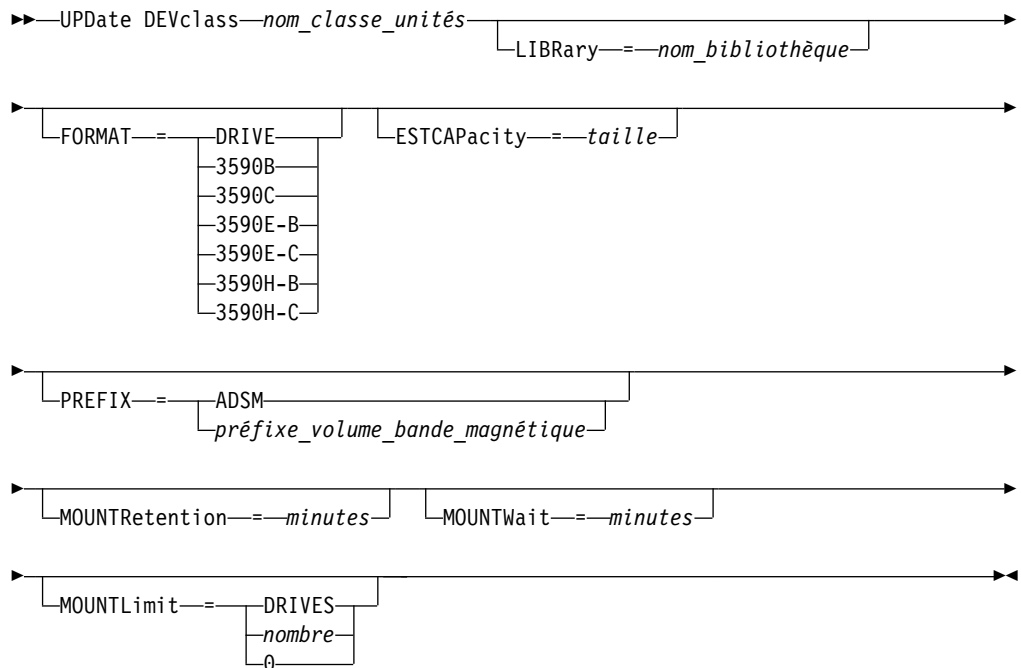 UPDate DEVclass nom_classe_unités
LIBRary = nom_bibliothèque
FORMAT = DRIVE
3590B
3590C
3590E-B
3590E-C
3590H-B
3590H-C
ESTCAPacity = taille
PREFIX = ADSM
préfixe_volume_bande_magnétique
MOUNTRetention = minutes
MOUNTWait = minutes
MOUNTLimit = DRIVES
nombre
0